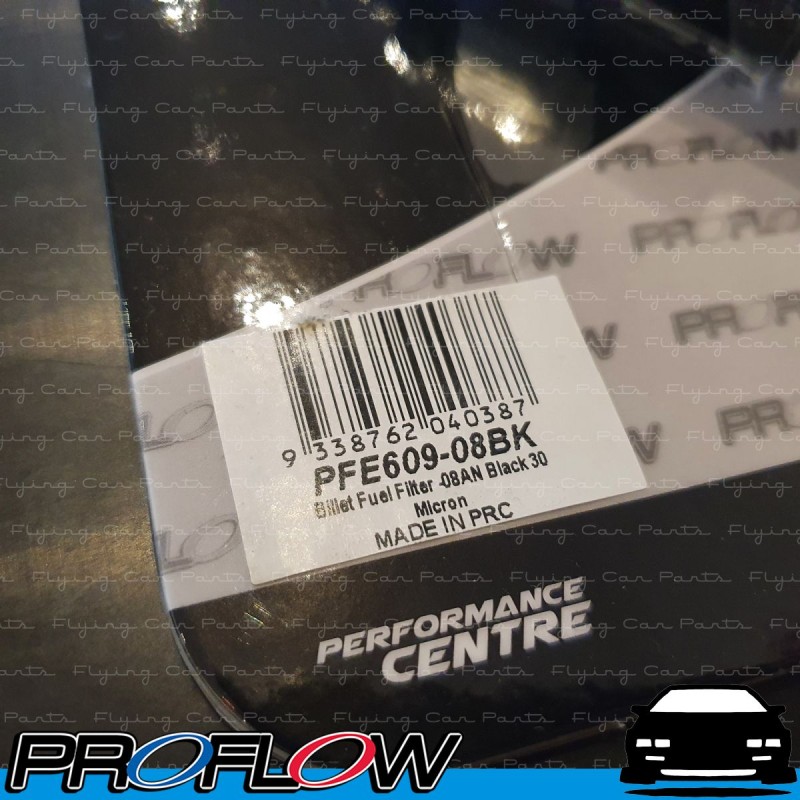 Flying Car Parts
PROFLOW
9 338762 040387
PFE609-08BK
Billet Fuel Filter -08AN Black 30
Micron
MADE IN PRC
PERFORMANCE
CENTRE
PROFLOW